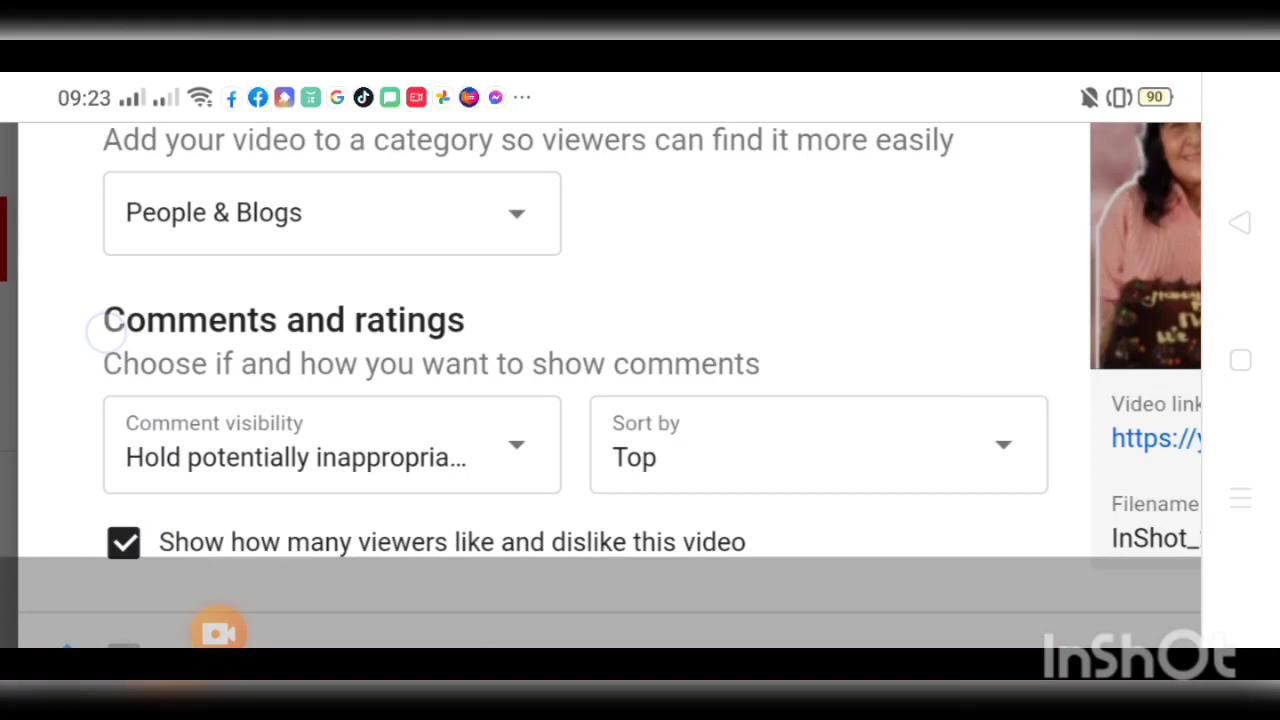 09:23
90
Add your video to a category so viewers can find it more easily
People & Blogs
Comments and ratings
Choose if and how you want to show comments
Comment visibility
Hold potentially inappropria...
Sort by
Top
Show how many viewers like and dislike this video
Video link
https://y
Filename
InShot_
InShOt